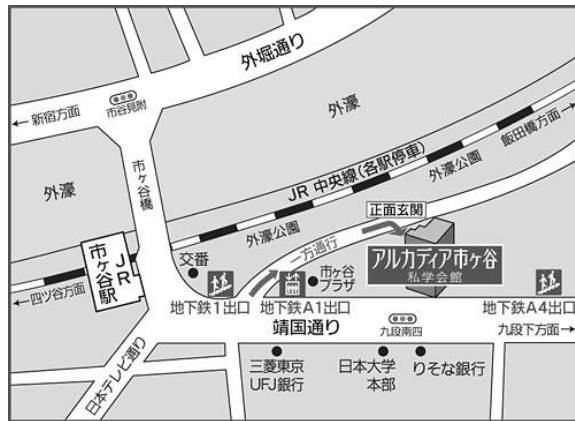 外堀通り
←新宿方面
市谷見附
外濠
飯田橋方面→
市ヶ谷橋
JR 中央線(各駅停車)
外濠公園
外濠
正面玄関
外濠公園
一方通行
交番
JR
市ヶ谷駅
市ヶ谷
プラザ
アルカディア市ヶ谷
私学会館
←四ツ谷方面
地下鉄1出口
地下鉄A1出口
地下鉄A4出口
靖国通り
九段南四
九段下方面→
日本テレビ通り
三菱東京
UFJ銀行
日本大学
本部
りそな銀行